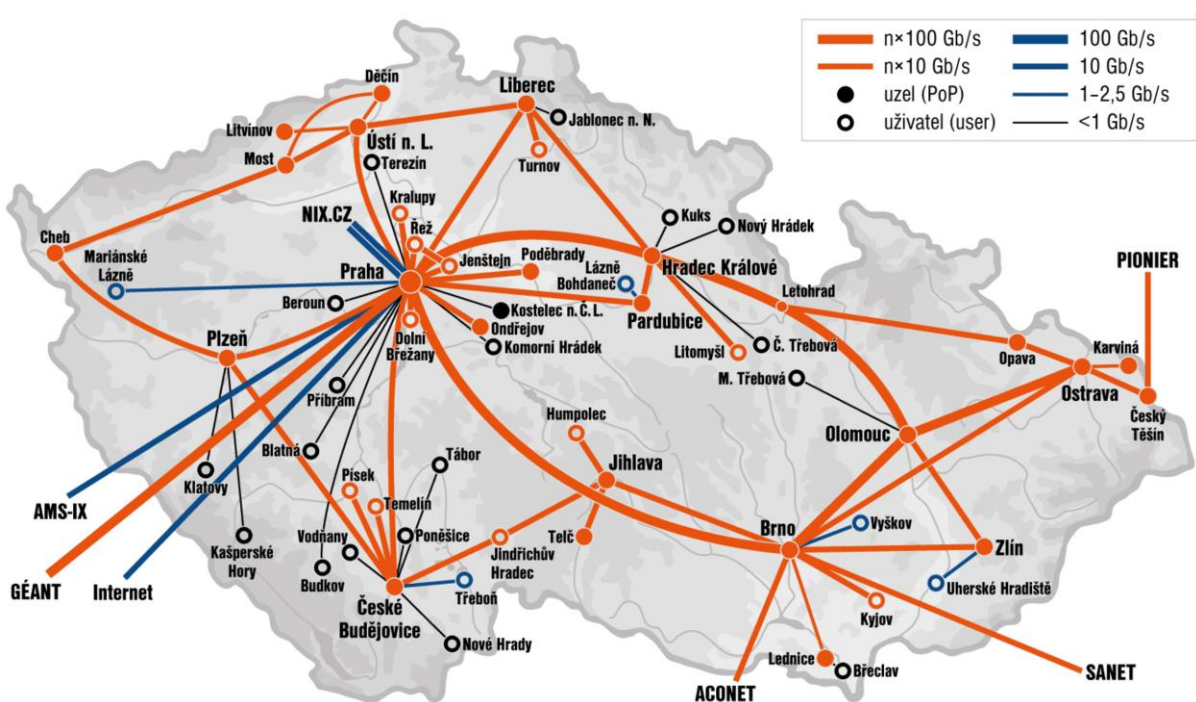 n×100 Gb/s
100 Gb/s
n×10 Gb/s
10 Gb/s
uzel (PoP)
1–2,5 Gb/s
uživatel (user)
<1 Gb/s
Děčín
Liberec
Litvínov
Jablonec n. N.
Ústí n. L.
Most
Terezín
Turnov
Kralupy
NIX.CZ
Řež
Kuks
Nový Hrádek
Cheb
Mariánské
Lázně
Jenštejn
Poděbrady
Praha
Lázně
Bohdaneč
Hradec Králové
PIONIER
Beroun
Kostelec n.Č.L.
Letohrad
Pardubice
Ondřejov
Dolní
Břežany
Komorní Hrádek
Plzeň
Litomyšl
Č. Třebová
Opava
Karviná
M. Třebová
Ostrava
Příbram
Český
Těšín
Humpolec
Olomouc
Blatná
Tábor
Jihlava
Klatovy
Písek
AMS-IX
Temelín
Brno
Vyškov
Kašperské
Hory
Vodňany
Poněšice
Telč
Zlín
Jindřichův
Hradec
GÉANT
Internet
Budkov
Třeboň
Uherské Hradiště
České
Budějovice
Kyjov
Nové Hrady
Lednice
Břeclav
SANET
ACONET